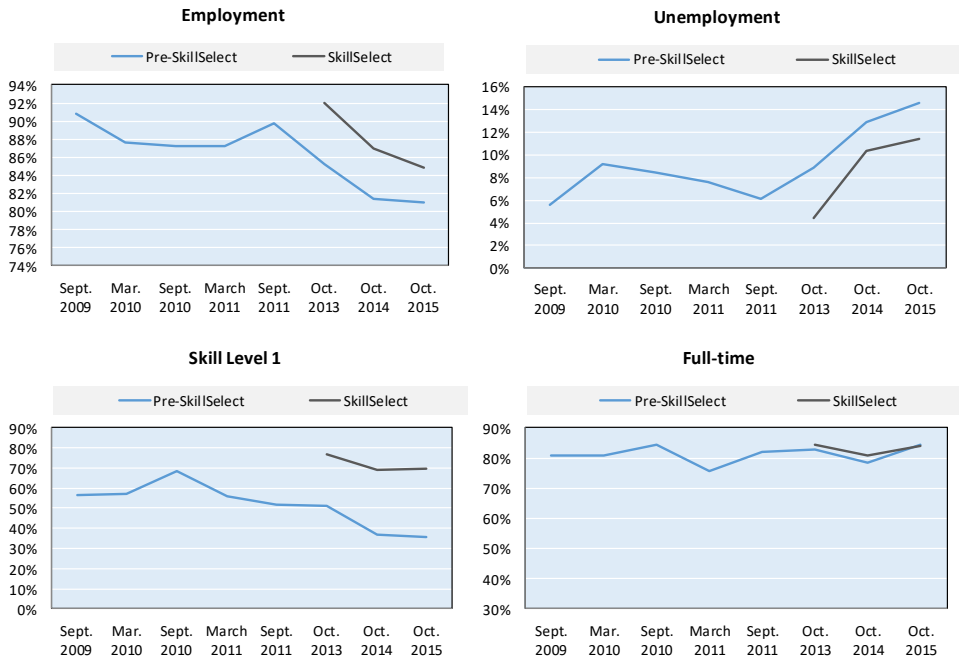 Employment
Pre-SkillSelect SkillSelect
94%
92%
90%
88%
86%
84%
82%
80%
78%
76%
74%
Sept. Mar. Sept. March Sept. Oct. Oct. Oct.
2009 2010 2010 2011 2011 2013 2014 2015
Unemployment
Pre-SkillSelect SkillSelect
16%
14%
12%
10%
8%
6%
4%
2%
0%
Sept. Mar. Sept. March Sept. Oct. Oct. Oct.
2009 2010 2010 2011 2011 2013 2014 2015
Skill Level 1
Pre-SkillSelect SkillSelect
90%
80%
70%
60%
50%
40%
30%
20%
10%
0%
Sept. Mar. Sept. March Sept. Oct. Oct. Oct.
2009 2010 2010 2011 2011 2013 2014 2015
Full-time
Pre-SkillSelect SkillSelect
90%
80%
70%
60%
50%
40%
30%
Sept. Mar. Sept. March Sept. Oct. Oct. Oct.
2009 2010 2010 2011 2011 2013 2014 2015